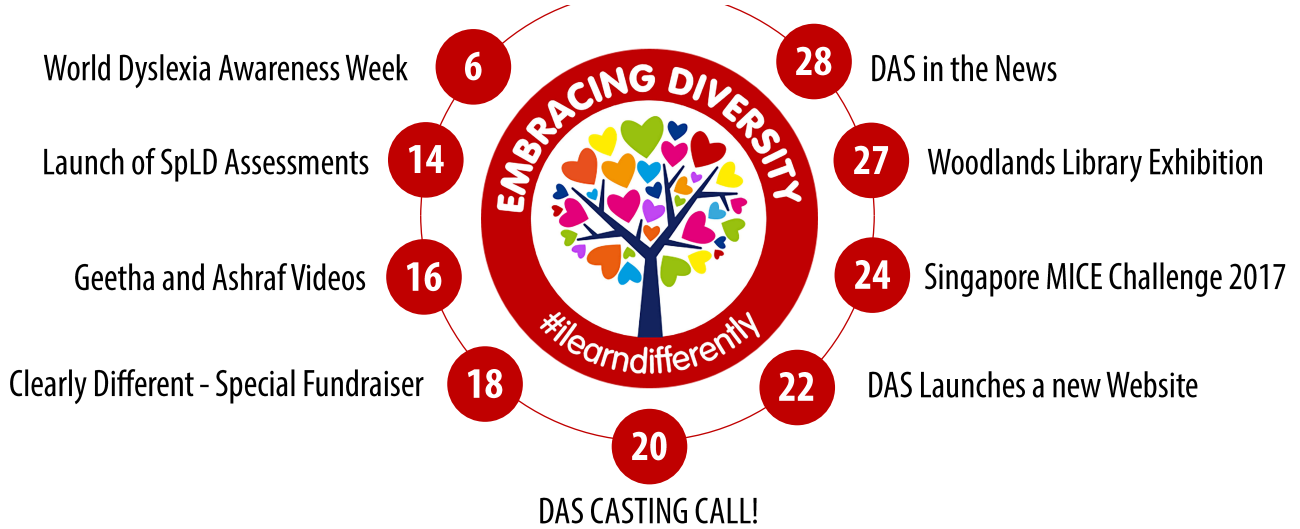 World Dyslexia Awareness Week
6
Launch of SpLD Assessments
14
Geetha and Ashraf Videos
16
Clearly Different - Special Fundraiser
18
20
DAS CASTING CALL!
EMBRACING DIVERSITY
#ilearndifferently
28
DAS in the News
27
Woodlands Library Exhibition
24
Singapore MICE Challenge 2017
22
DAS Launches a new Website